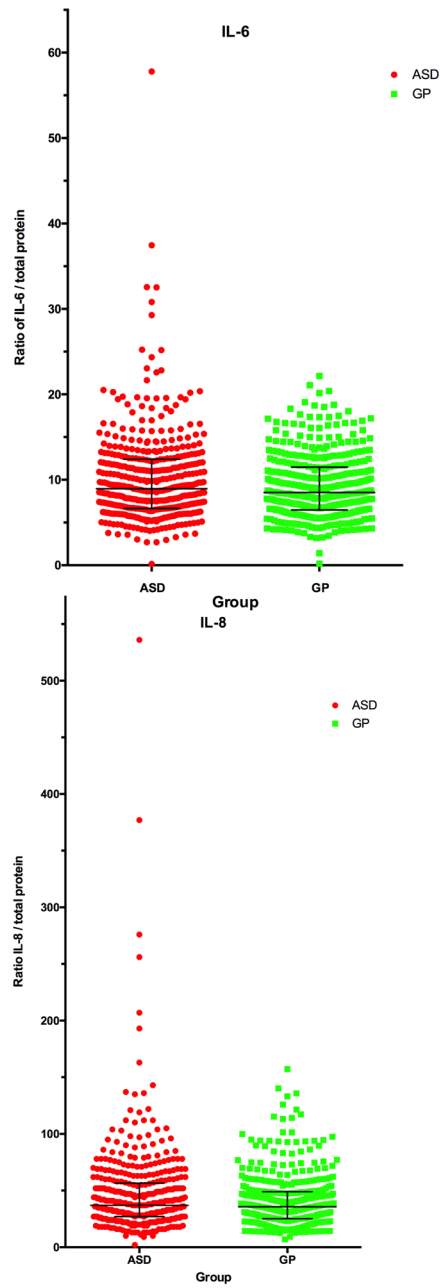 IL-6
ASD
GP
Ratio of IL-6 / total protein
60
50
40
30
20
10
0
ASD
GP
Group
IL-8
ASD
GP
Ratio IL-8 / total protein
500
400
300
200
100
0
ASD
GP
Group